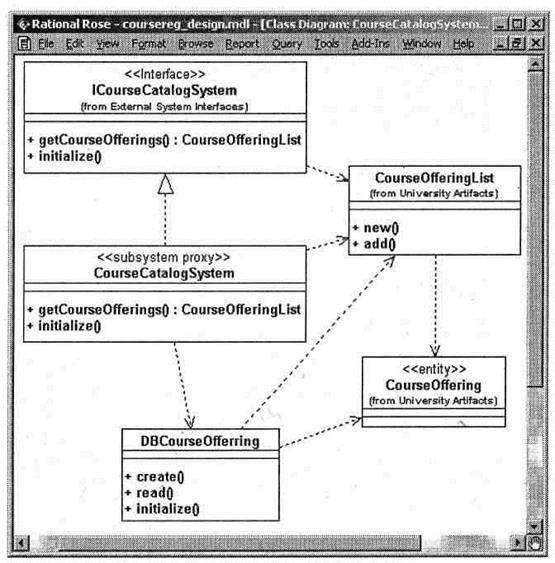 Rational Rose - coursereg_design.mdl - [Class Diagram: CourseCatalogSystem...
File Edit View Format Browse Report Query Tools Add-Ins Window Help
<<Interface>>
ICourseCatalogSystem
(from External System Interfaces)
+ getCourseOfferings() : CourseOfferingList
+ initialize()
CourseOfferingList
(from University Artifacts)
+ new()
+ add()
<<subsystem proxy>>
CourseCatalogSystem
+ getCourseOfferings() : CourseOfferingList
+ initialize()
<<entity>>
CourseOffering
(from University Artifacts)
DBCourseOfferring
+ create()
+ read()
+ initialize()